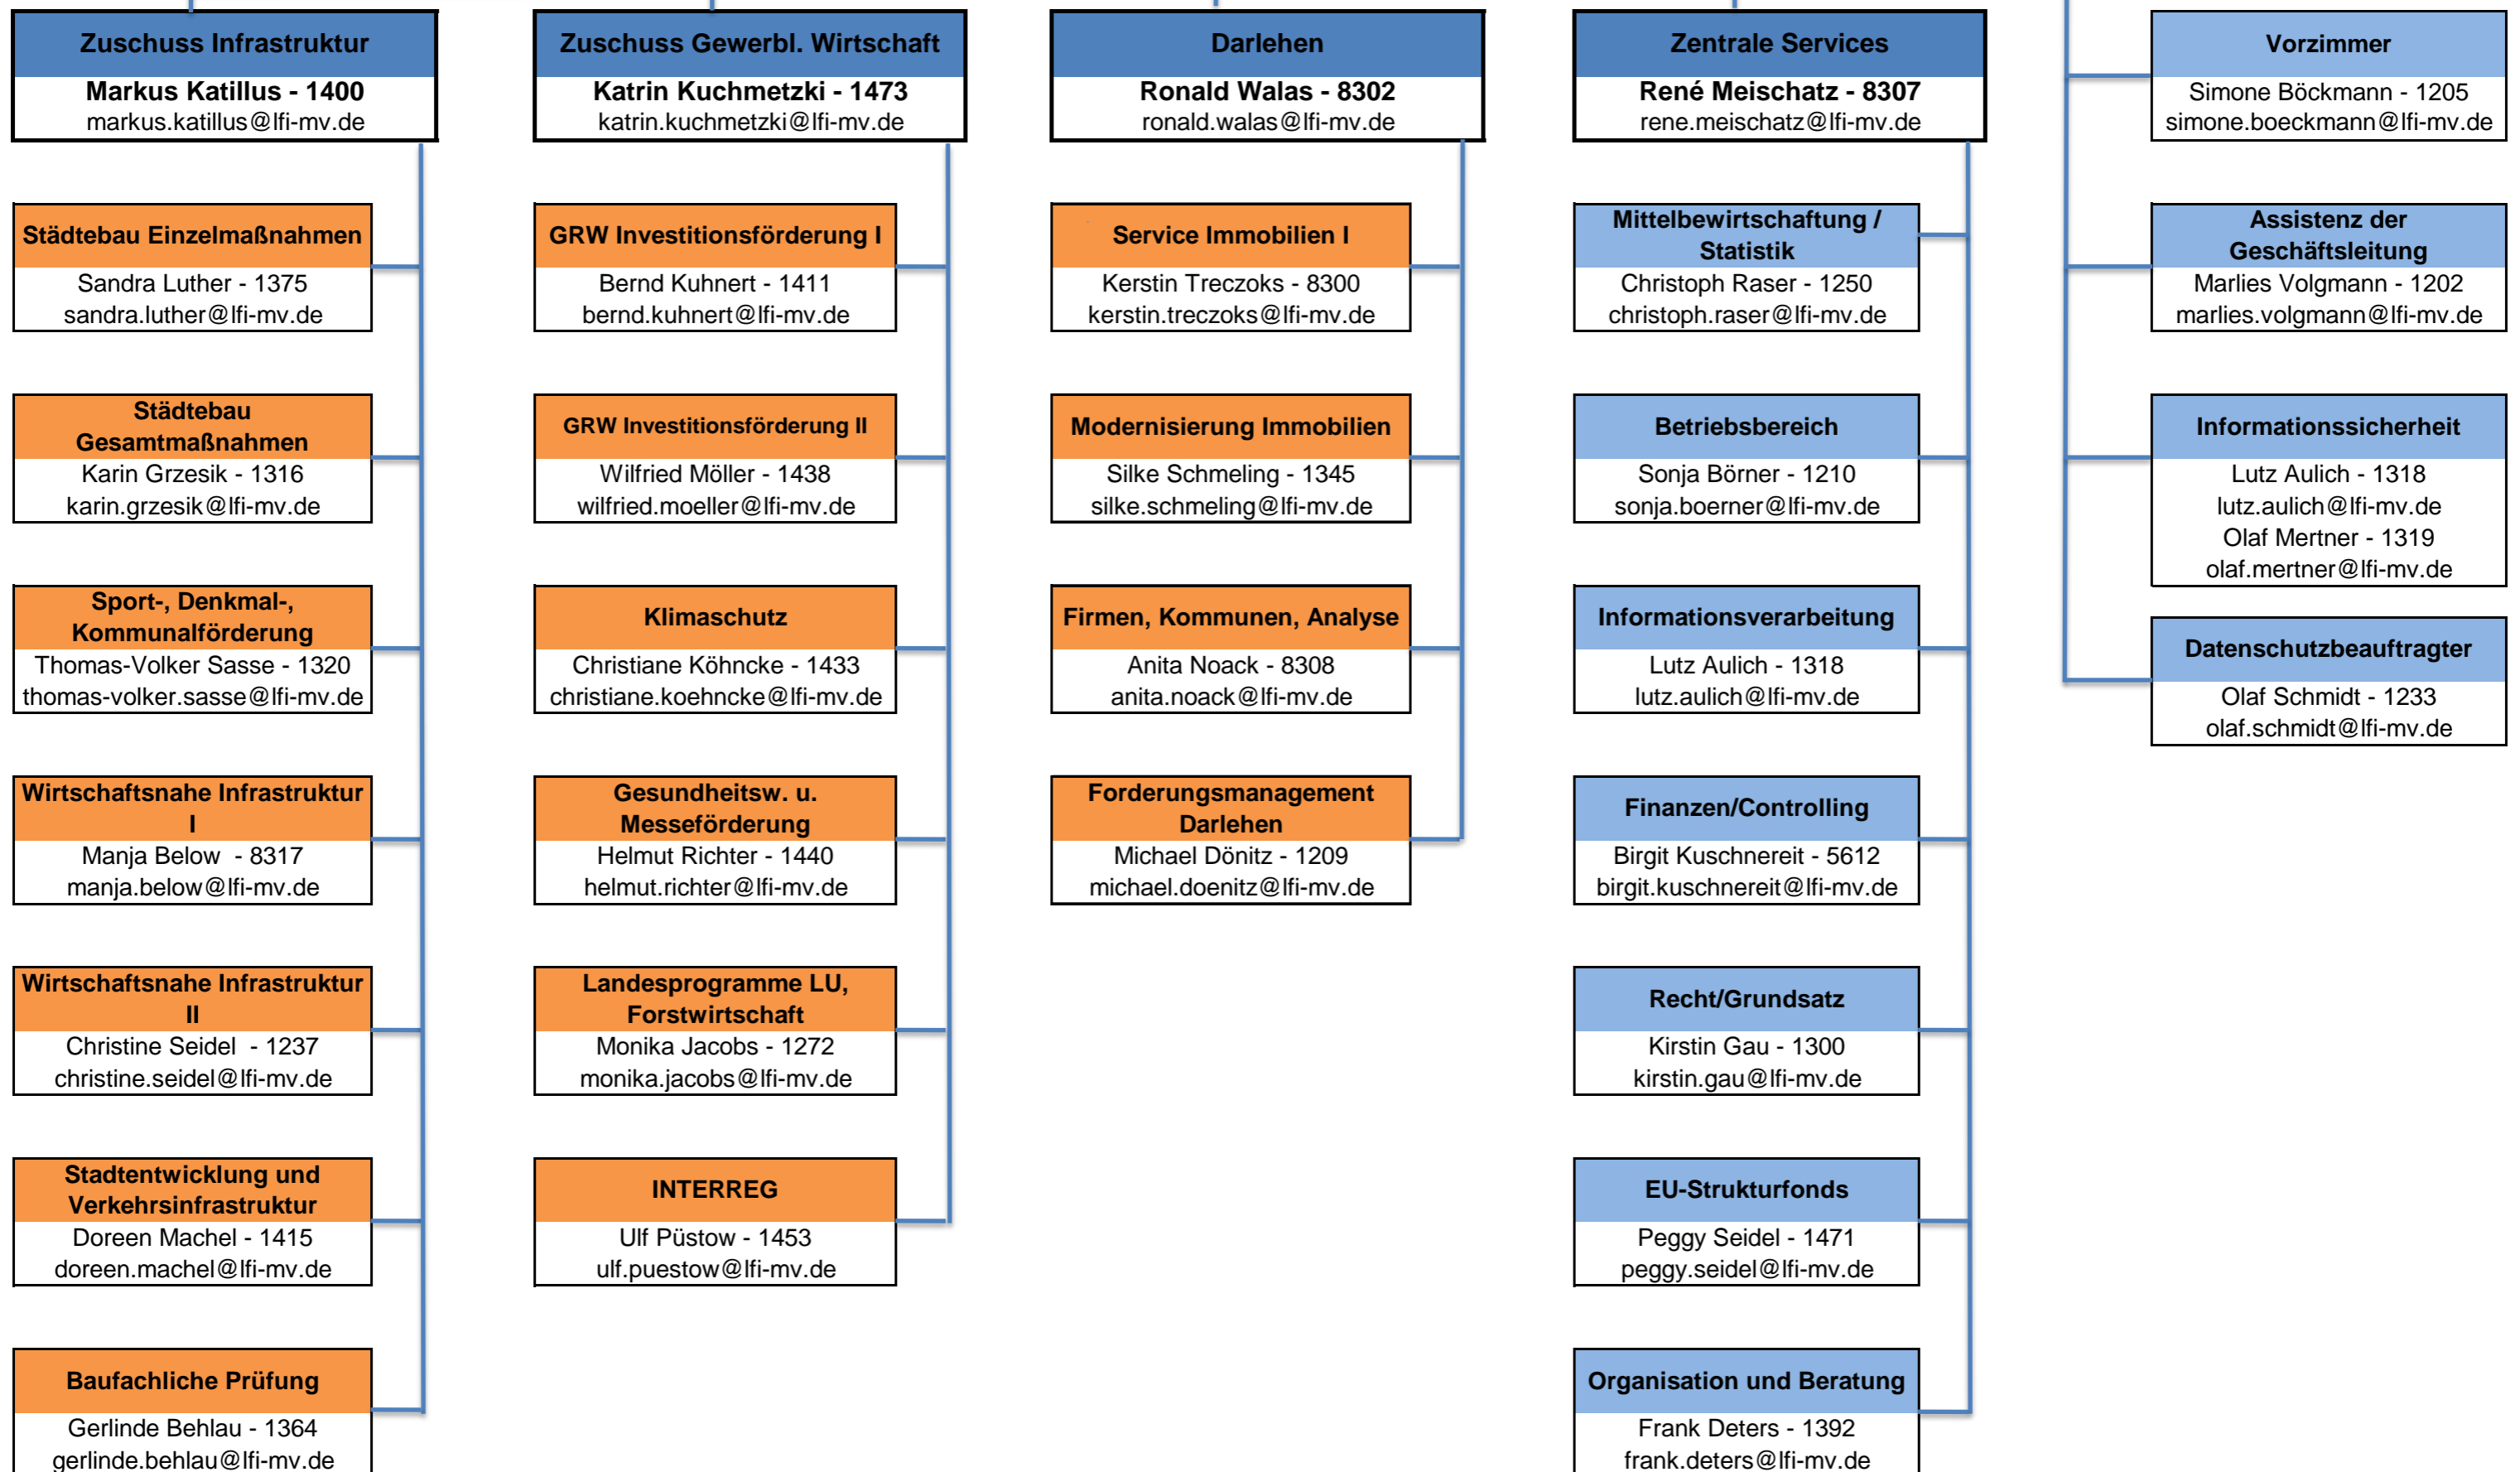 Zuschuss Infrastruktur
Markus Katillus - 1400
markus.katillus@lfi-mv.de
Städtebau Einzelmaßnahmen
Sandra Luther - 1375
sandra.luther@lfi-mv.de
Städtebau
Gesamtmaßnahmen
Karin Grzesik - 1316
karin.grzesik@lfi-mv.de
Sport-, Denkmal-,
Kommunalförderung
Thomas-Volker Sasse - 1320
thomas-volker.sasse@lfi-mv.de
Wirtschaftsnahe Infrastruktur
I
Manja Below - 8317
manja.below@lfi-mv.de
Wirtschaftsnahe Infrastruktur
II
Christine Seidel - 1237
christine.seidel@lfi-mv.de
Stadtentwicklung und
Verkehrsinfrastruktur
Doreen Machel - 1415
doreen.machel@lfi-mv.de
Baufachliche Prüfung
Gerlinde Behlau - 1364
gerlinde.behlau@lfi-mv.de
Zuschuss Gewerbl. Wirtschaft
Katrin Kuchmetzki - 1473
katrin.kuchmetzki@lfi-mv.de
GRW Investitionsförderung I
Bernd Kuhnert - 1411
bernd.kuhnert@lfi-mv.de
GRW Investitionsförderung II
Wilfried Möller - 1438
wilfried.moeller@lfi-mv.de
Klimaschutz
Christiane Köhncke - 1433
christiane.koehncke@lfi-mv.de
Gesundheitsw. u.
Messeförderung
Helmut Richter - 1440
helmut.richter@lfi-mv.de
Landesprogramme LU,
Forstwirtschaft
Monika Jacobs - 1272
monika.jacobs@lfi-mv.de
INTERREG
Ulf Püstow - 1453
ulf.puestow@lfi-mv.de
Darlehen
Ronald Walas - 8302
ronald.walas@lfi-mv.de
Service Immobilien I
Kerstin Treczoks - 8300
kerstin.treczoks@lfi-mv.de
Modernisierung Immobilien
Silke Schmeling - 1345
silke.schmeling@lfi-mv.de
Firmen, Kommunen, Analyse
Anita Noack - 8308
anita.noack@lfi-mv.de
Forderungsmanagement
Darlehen
Michael Dönitz - 1209
michael.doenitz@lfi-mv.de
Zentrale Services
René Meischatz - 8307
rene.meischatz@lfi-mv.de
Mittelbewirtschaftung /
Statistik
Christoph Raser - 1250
christoph.raser@lfi-mv.de
Betriebsbereich
Sonja Börner - 1210
sonja.boerner@lfi-mv.de
Informationsverarbeitung
Lutz Aulich - 1318
lutz.aulich@lfi-mv.de
Finanzen/Controlling
Birgit Kuschnereit - 5612
birgit.kuschnereit@lfi-mv.de
Recht/Grundsatz
Kirstin Gau - 1300
kirstin.gau@lfi-mv.de
EU-Strukturfonds
Peggy Seidel - 1471
peggy.seidel@lfi-mv.de
Organisation und Beratung
Frank Deters - 1392
frank.deters@lfi-mv.de
Vorzimmer
Simone Böckmann - 1205
simone.boeckmann@lfi-mv.de
Assistenz der
Geschäftsleitung
Marlies Volgmann - 1202
marlies.volgmann@lfi-mv.de
Informationssicherheit
Lutz Aulich - 1318
lutz.aulich@lfi-mv.de
Olaf Mertner - 1319
olaf.mertner@lfi-mv.de
Datenschutzbeauftragter
Olaf Schmidt - 1233
olaf.schmidt@lfi-mv.de